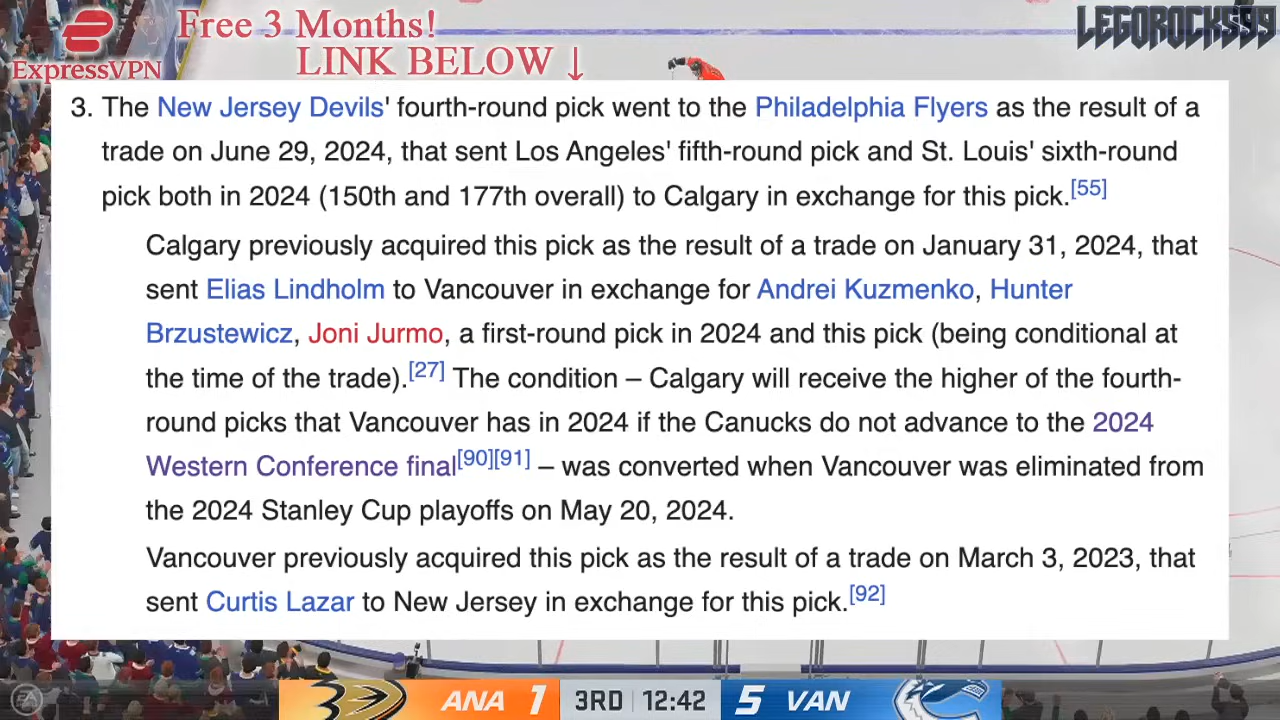 Free 3 Months!
LINK BELOW ↓
ExpressVPN
LEGOROCKS99
3. The New Jersey Devils' fourth-round pick went to the Philadelphia Flyers as the result of a
trade on June 29, 2024, that sent Los Angeles' fifth-round pick and St. Louis' sixth-round
pick both in 2024 (150th and 177th overall) to Calgary in exchange for this pick.[55]
Calgary previously acquired this pick as the result of a trade on January 31, 2024, that
sent Elias Lindholm to Vancouver in exchange for Andrei Kuzmenko, Hunter
Brzustewicz, Joni Jurmo, a first-round pick in 2024 and this pick (being conditional at
the time of the trade).[27] The condition – Calgary will receive the higher of the fourth-
round picks that Vancouver has in 2024 if the Canucks do not advance to the 2024
Western Conference final[90][91] – was converted when Vancouver was eliminated from
the 2024 Stanley Cup playoffs on May 20, 2024.
Vancouver previously acquired this pick as the result of a trade on March 3, 2023, that
sent Curtis Lazar to New Jersey in exchange for this pick.[92]
ANA 1 3RD 12:42 5 VAN